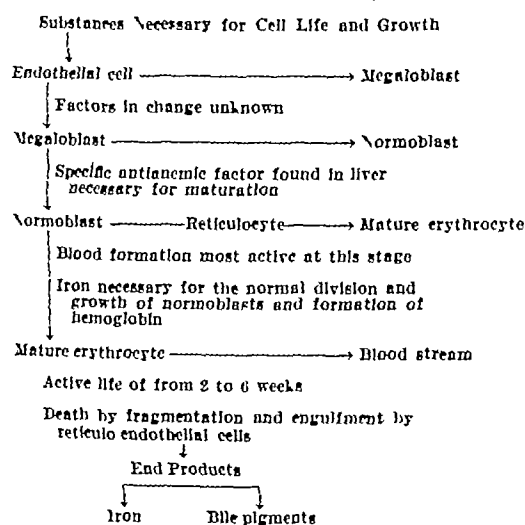 Substances Necessary for Cell Life and Growth
Endothelial cell Megaloblast
Factors in change unknown
Megaloblast Normoblast
Specific antianemic factor found in liver
necessary for maturation
Normoblast Reticulocyte Mature erythrocyte
Blood formation most active at this stage
Iron necessary for the normal division and
growth of normoblasts and formation of
hemoglobin
Mature erythrocyte Blood stream
Active life of from 2 to 6 weeks
Death by fragmentation and engulfment by
reticulo endothelial cells
End Products
Iron Bile pigments